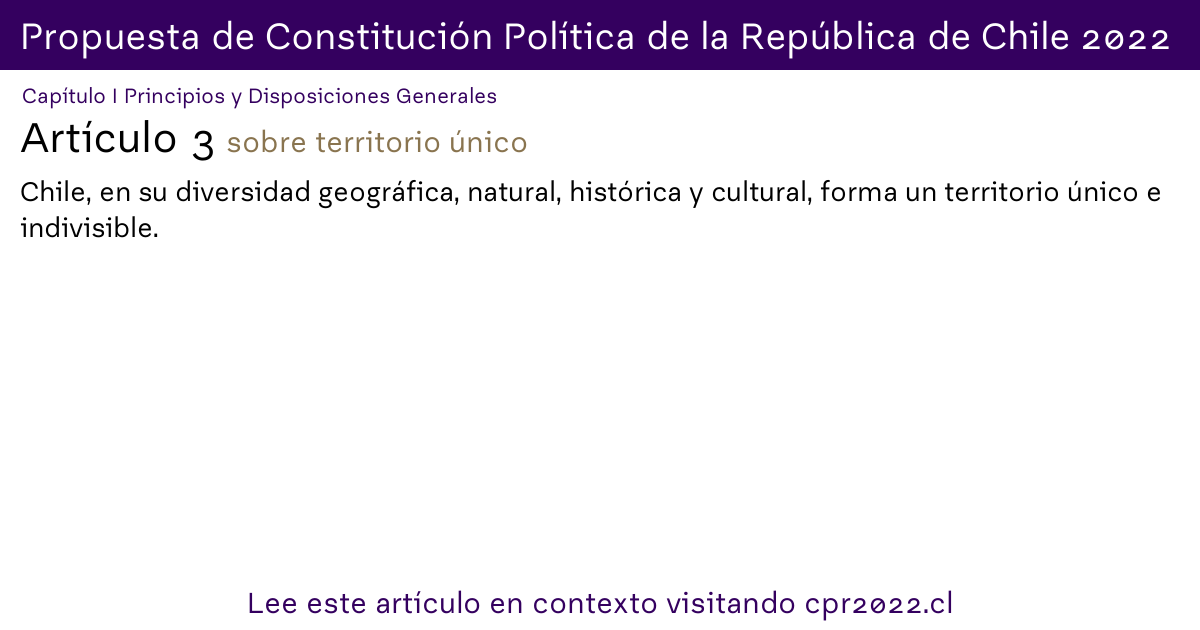 Propuesta de Constitución Política de la República de Chile 2022
Capítulo I Principios y Disposiciones Generales
Artículo 3 sobre territorio único
Chile, en su diversidad geográfica, natural, histórica y cultural, forma un territorio único e
indivisible.
Lee este artículo en contexto visitando cpr2022.cl